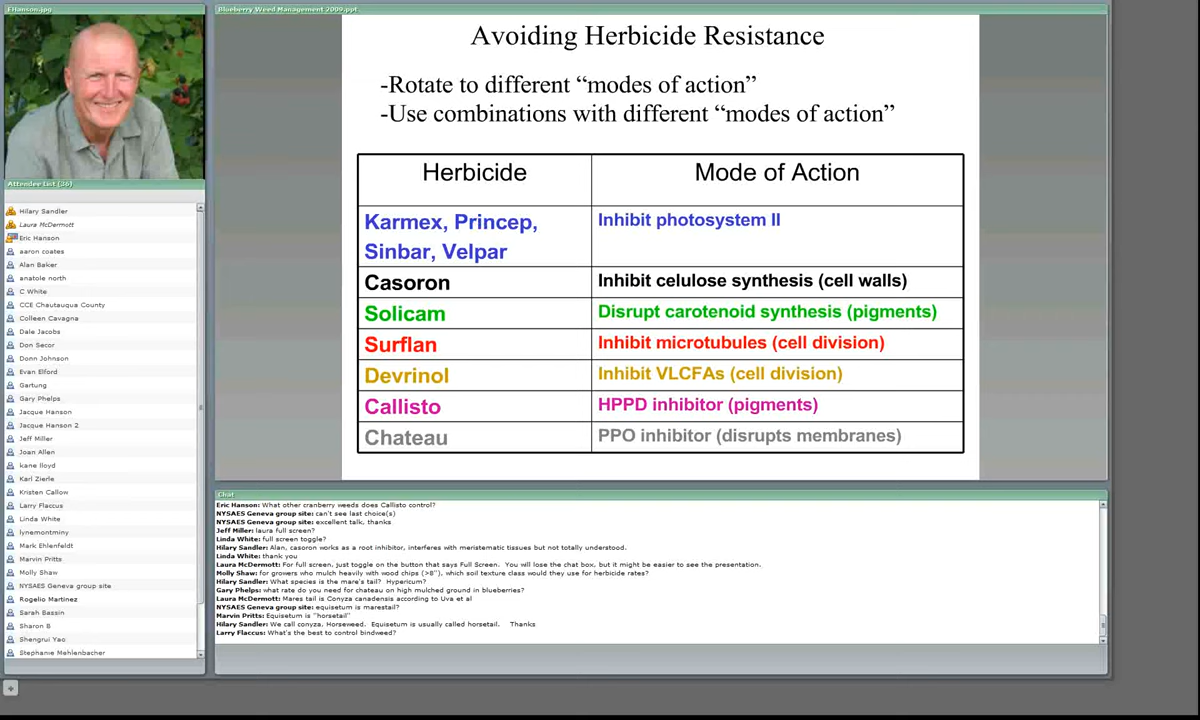 EHanson.jpg
Attendee List (36)
Hilary Sandler
Laura McDermott
Eric Hanson
aaron coates
Alan Baker
anatole north
C White
CCE Chautauqua County
Colleen Cavagna
Dale Jacobs
Don Secor
Donn Johnson
Evan Elford
Gartung
Gary Phelps
Jacque Hanson
Jacque Hanson 2
Jeff Miller
Joan Allen
kane lloyd
Karl Zierle
Kristen Callow
Larry Flaccus
Linda White
lynemontminy
Mark Ehlenfeldt
Marvin Pritts
Molly Shaw
NYSAES Geneva group site
Rogelio Martinez
Sarah Bassin
Sharon B
Shengrui Yao
Stephanie Mehlenbacher
Blueberry Weed Management 2009.ppt
Avoiding Herbicide Resistance
-Rotate to different “modes of action”
-Use combinations with different “modes of action”
Herbicide Mode of Action
Karmex, Princep, Inhibit photosystem II
Sinbar, Velpar
Casoron Inhibit celulose synthesis (cell walls)
Solicam Disrupt carotenoid synthesis (pigments)
Surflan Inhibit microtubules (cell division)
Devrinol Inhibit VLCFAs (cell division)
Callisto HPPD inhibitor (pigments)
Chateau PPO inhibitor (disrupts membranes)
Chat
Eric Hanson: What other cranberry weeds does Callisto control?
NYSAES Geneva group site: can't see last choice(s)
NYSAES Geneva group site: excellent talk, thanks
Jeff Miller: laura full screen?
Linda White: full screen toggle?
Hilary Sandler: Alan, casoron works as a root inhibitor, interferes with meristematic tissues but not totally understood.
Linda White: thank you
Laura McDermott: For full screen, just toggle on the button that says Full Screen. You will lose the chat box, but it might be easier to see the presentation.
Molly Shaw: for growers who mulch heavily with wood chips (>8"), which soil texture class would they use for herbicide rates?
Hilary Sandler: What species is the mare's tail? Hypericum?
Gary Phelps: what rate do you need for chateau on high mulched ground in blueberries?
Laura McDermott: Mares tail is Conyza canadensis according to Uva et al
NYSAES Geneva group site: equisetum is marestail?
Marvin Pritts: Equisetum is "horsetail"
Hilary Sandler: We call conyza, Horseweed. Equisetum is usually called horsetail. Thanks
Larry Flaccus: What's the best to control bindweed?